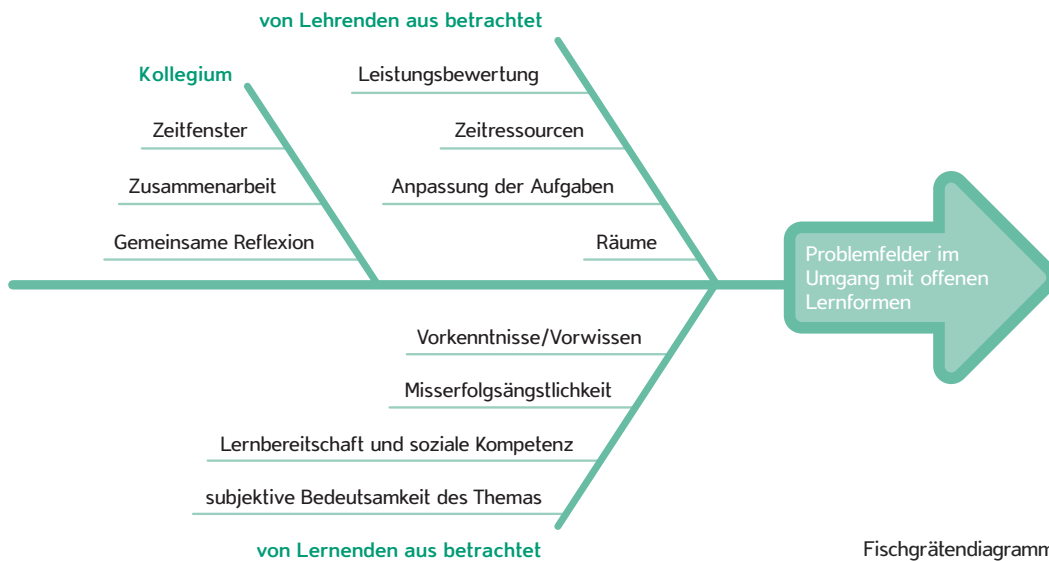 von Lehrenden aus betrachtet
Kollegium
Leistungsbewertung
Zeitfenster
Zeitressourcen
Zusammenarbeit
Anpassung der Aufgaben
Gemeinsame Reflexion
Räume
Problemfelder im
Umgang mit offenen
Lernformen
Vorkenntnisse/Vorwissen
Misserfolgsängstlichkeit
Lernbereitschaft und soziale Kompetenz
subjektive Bedeutsamkeit des Themas
von Lernenden aus betrachtet
Fischgrätendiagramm